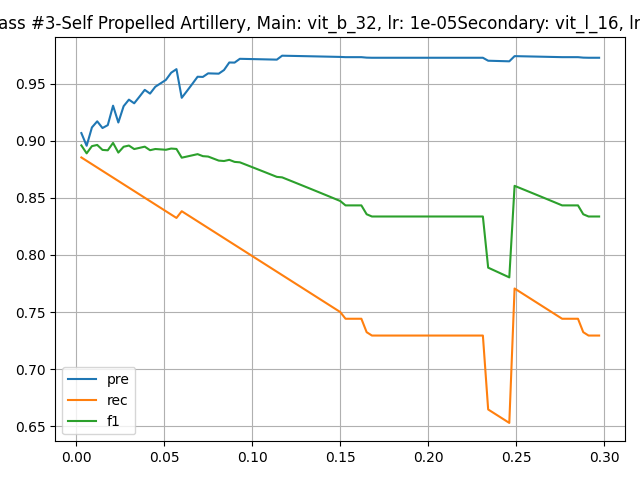 ass #3-Self Propelled Artillery, Main: vit_b_32, lr: 1e-05Secondary: vit_l_16, lr
0.95
0.90
0.85
0.80
0.75
0.70
0.65
pre
rec
f1
0.00 0.05 0.10 0.15 0.20 0.25 0.30